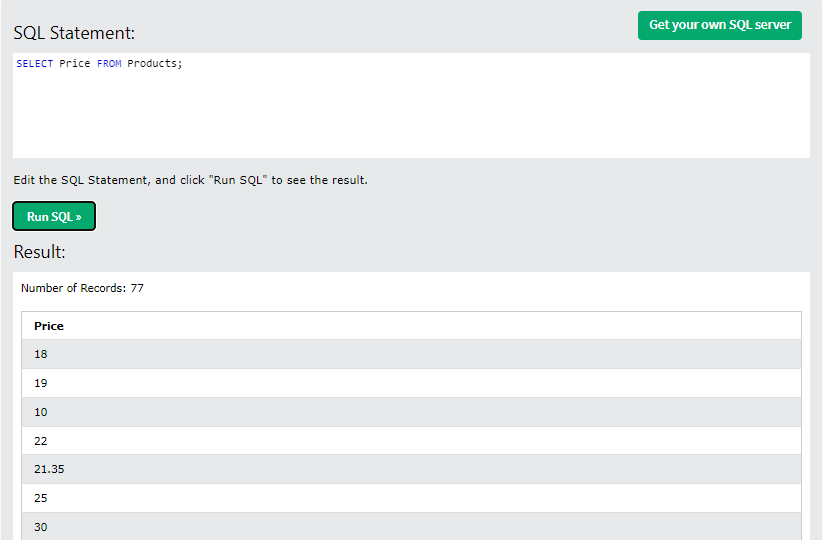 SQL Statement:
Get your own SQL server
SELECT Price FROM Products;
Edit the SQL Statement, and click "Run SQL" to see the result.
Run SQL »
Result:
Number of Records: 77
Price
18
19
10
22
21.35
25
30